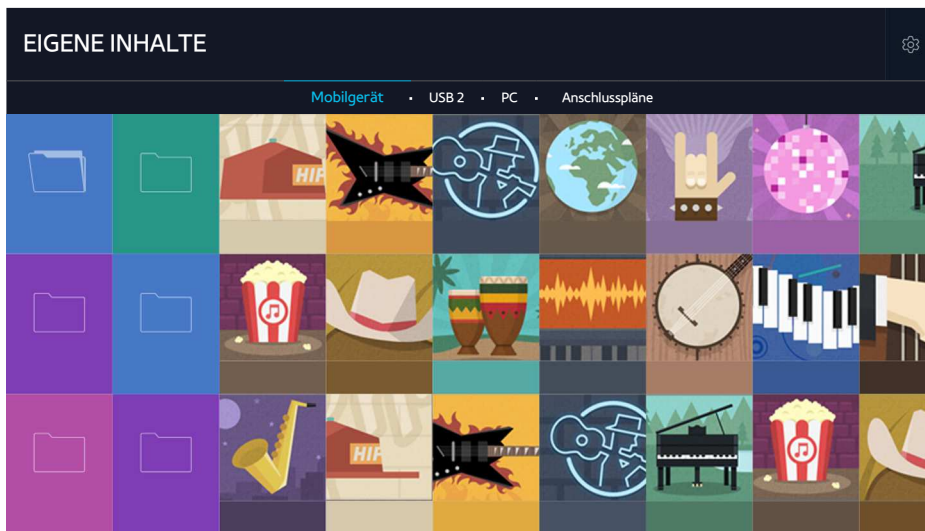 EIGENE INHALTE
Mobilgerät · USB 2 · PC · Anschlusspläne
HIP
HIP